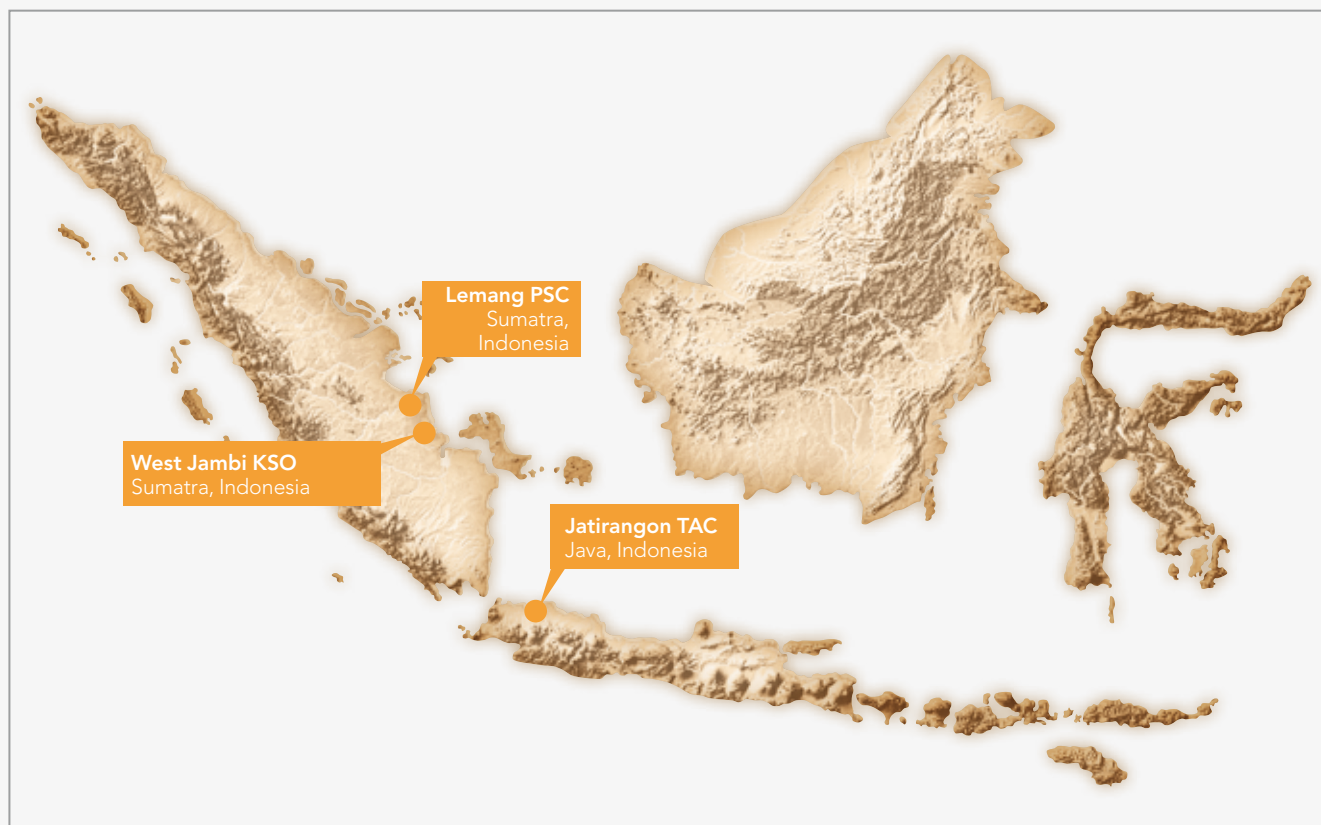 Lemang PSC
Sumatra,
Indonesia
West Jambi KSO
Sumatra, Indonesia
Jatirangon TAC
Java, Indonesia